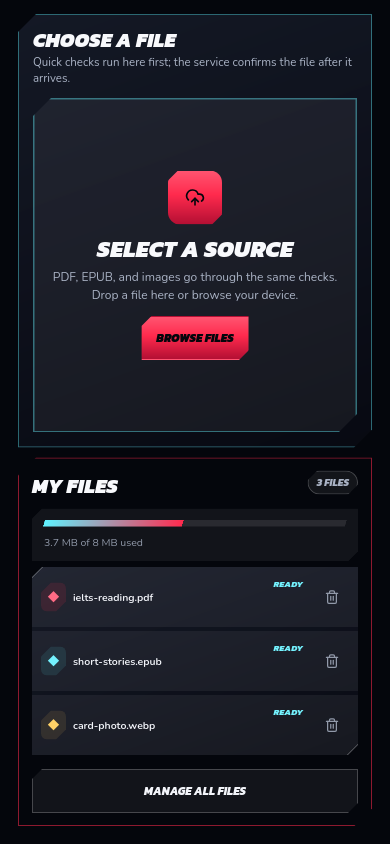 CHOOSE A FILE
Quick checks run here first; the service confirms the file after it
arrives.
SELECT A SOURCE
PDF, EPUB, and images go through the same checks.
Drop a file here or browse your device.
BROWSE FILES
MY FILES
3 FILES
3.7 MB of 8 MB used
READY
ielts-reading.pdf
READY
short-stories.epub
READY
card-photo.webp
MANAGE ALL FILES